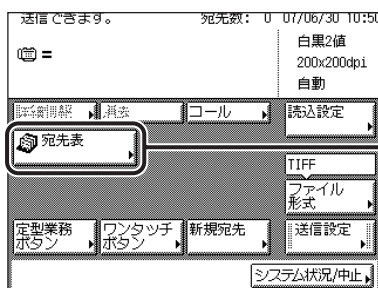 送信できます。 宛先数: 0 07/06/30 10:50
=
白黒2値
200x200dpi
自動
詳細情報 消去 コール 読込設定
宛先表
TIFF
ファイル
形式
定型業務
ボタン
ワンタッチ
ボタン
新規宛先
送信設定
システム状況/中止